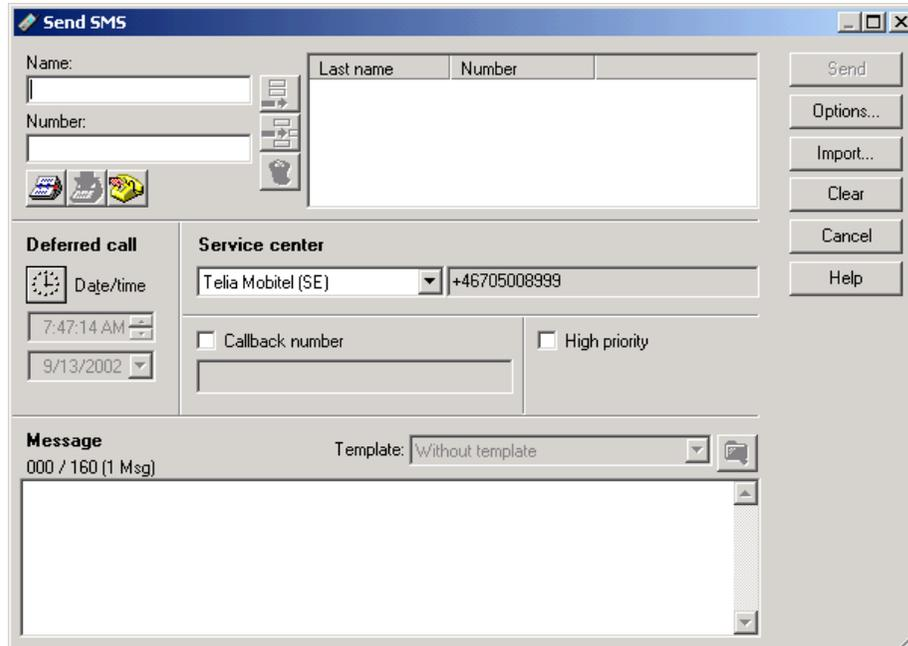 Send SMS
Name:
Last name Number
Send
Number:
Options...
Import...
Clear
Deferred call
Service center
Cancel
Date/time
Telia Mobitel (SE) +46705008999
Help
7:47:14 AM
Callback number
High priority
9/13/2002
Message
Template: Without template
000 / 160 (1 Msg)